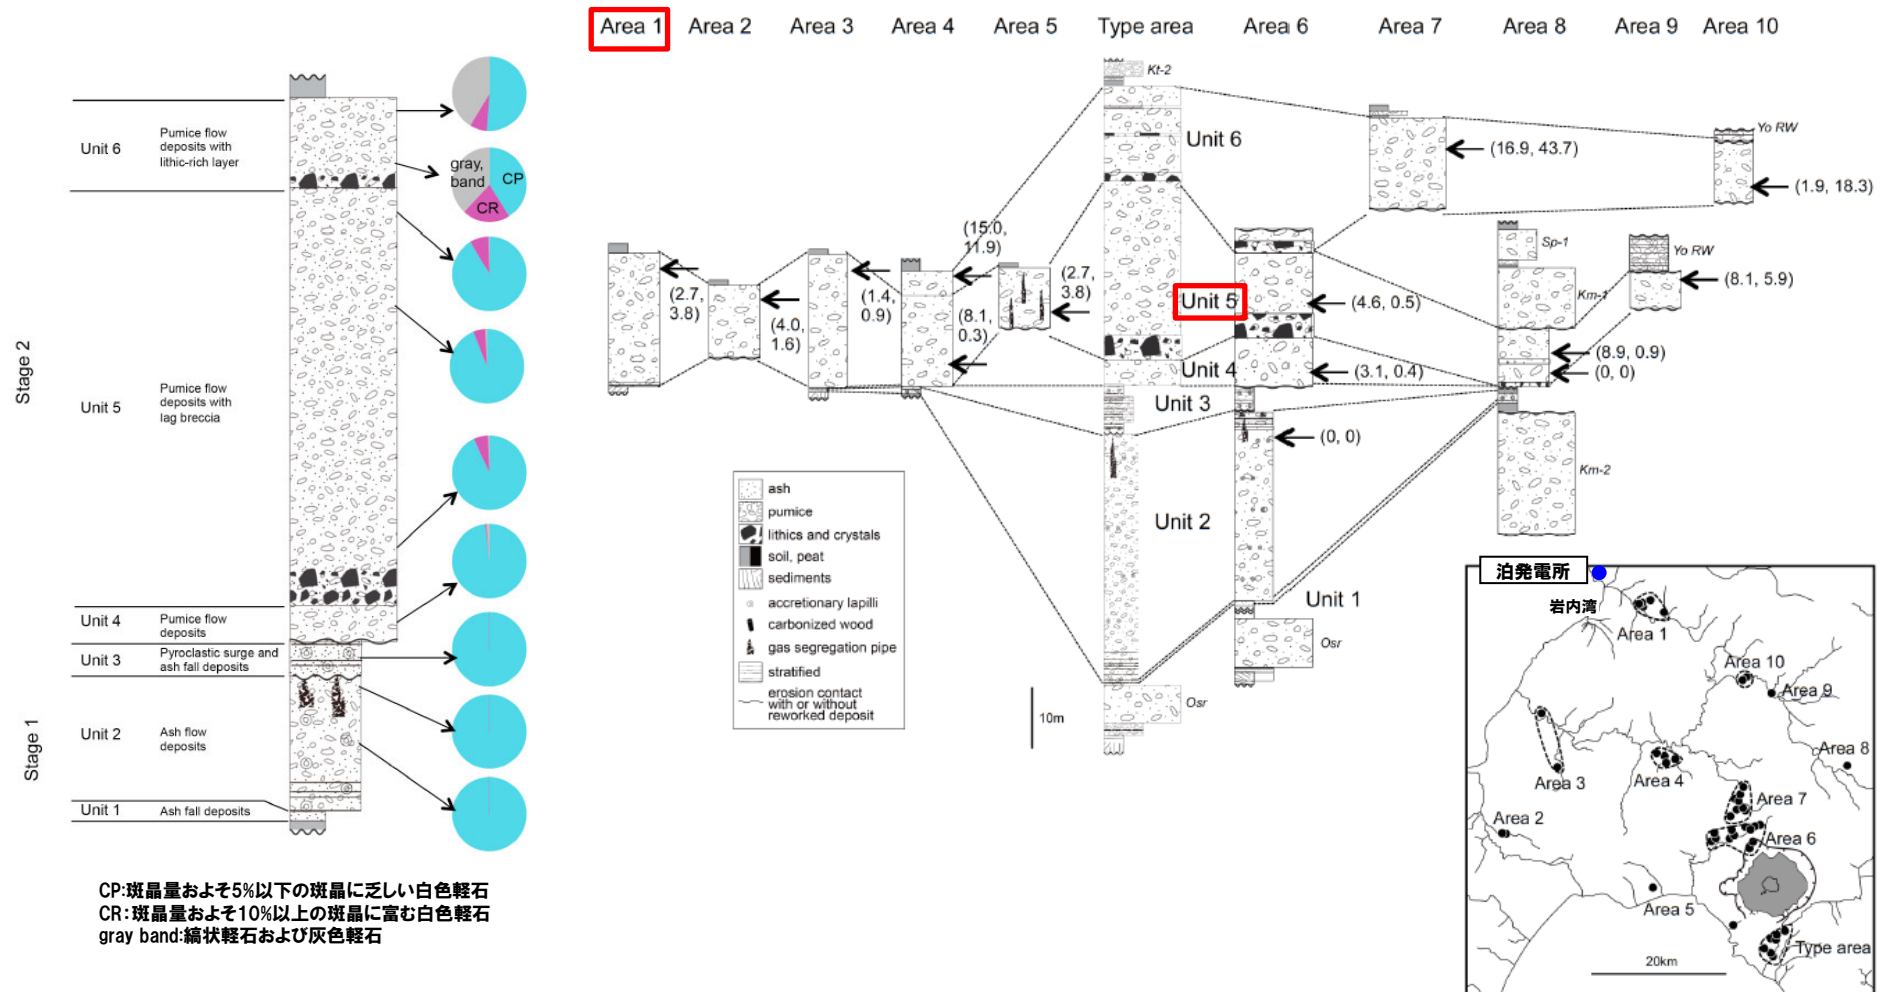 Area 1
Area 2
Area 3
Area 4
Area 5
Type area
Area 6
Area 7
Area 8
Area 9
Area 10
Stage 2
Stage 1
Unit 6
Pumice flow
deposits with
lithic-rich layer
Unit 5
Pumice flow
deposits with
lag breccia
Unit 4
Pumice flow
deposits
Unit 3
Pyroclastic surge and
ash fall deposits
Unit 2
Ash flow
deposits
Unit 1
Ash fall deposits
gray,
band
CP
CR
CP:斑晶量およそ5%以下の斑晶に乏しい白色軽石
CR:斑晶量およそ10%以上の斑晶に富む白色軽石
gray band:縞状軽石および灰色軽石
(2.7,
3.8)
(4.0,
1.6)
(1.4,
0.9)
(15.0,
11.9)
(8.1,
0.3)
(2.7,
3.8)
Kt-2
Unit 6
Unit 5
Unit 4
Unit 3
Unit 2
Unit 1
Osr
(4.6, 0.5)
(3.1, 0.4)
(0, 0)
Osr
(16.9, 43.7)
Sp-1
Km-1
(8.9, 0.9)
(0, 0)
Km-2
Yo RW
(8.1, 5.9)
Yo RW
(1.9, 18.3)
ash
pumice
lithics and crystals
soil, peat
sediments
accretionary lapilli
carbonized wood
gas segregation pipe
stratified
erosion contact
with or without
reworked deposit
10m
泊発電所
岩内湾
Area 1
Area 10
Area 9
Area 8
Area 3
Area 4
Area 7
Area 2
Area 6
Area 5
Type area
20km